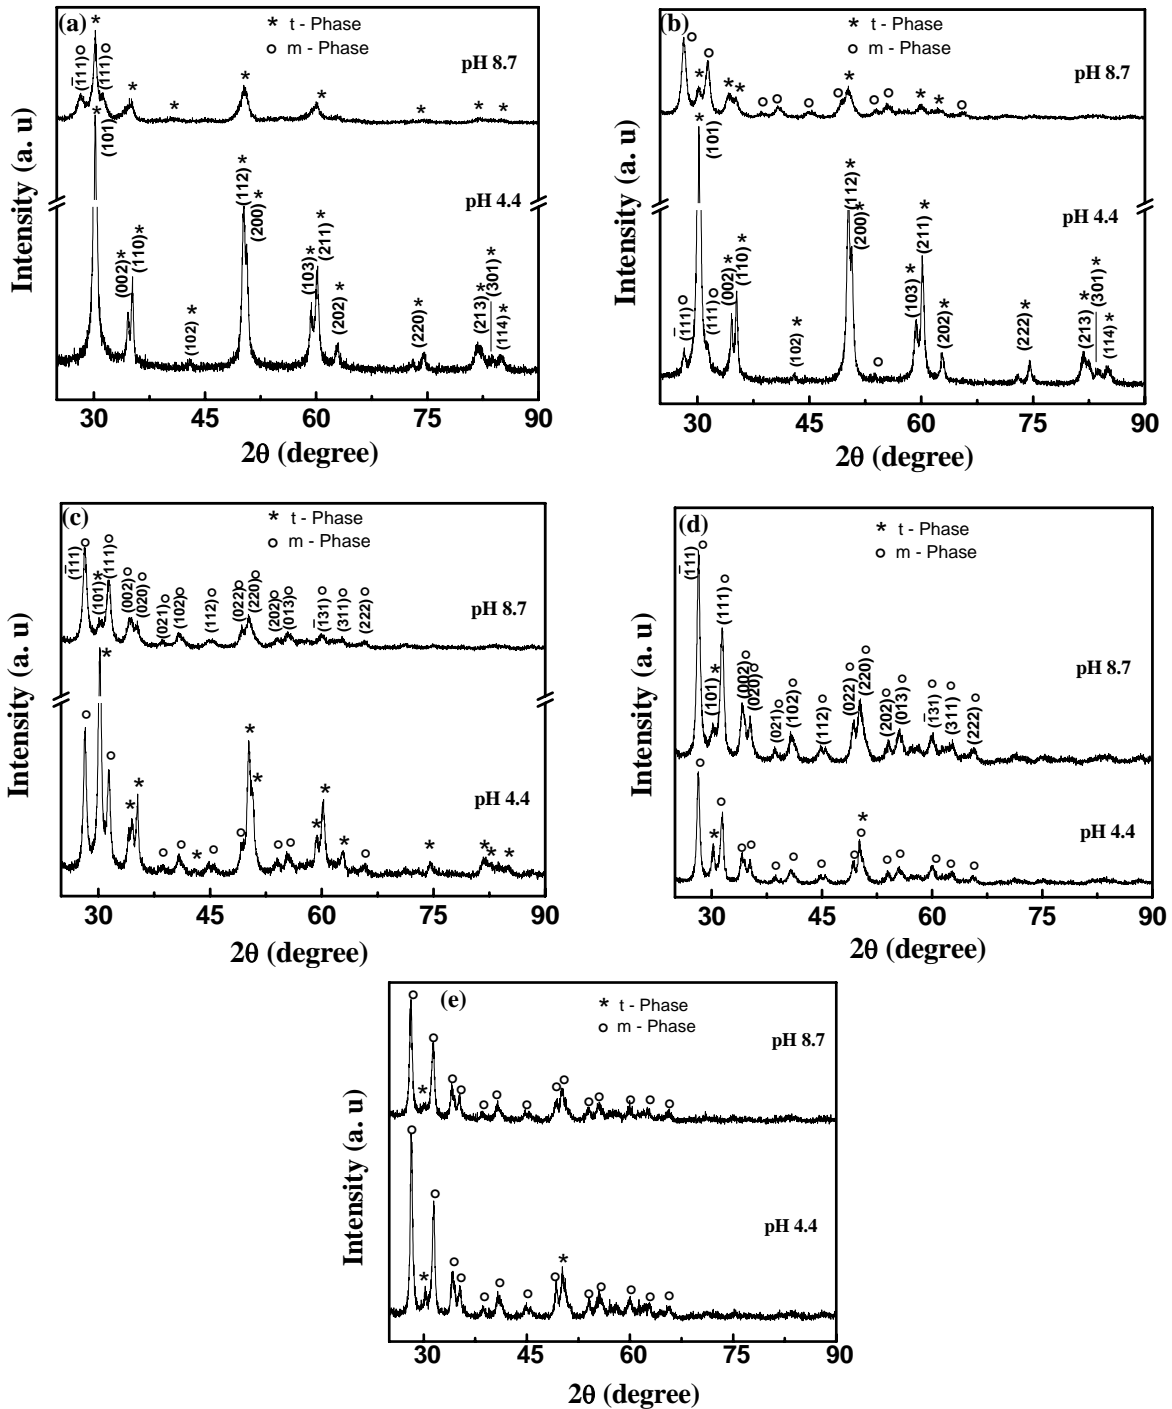 (a)
* t - Phase
o m - Phase
pH 8.7
(1̄11)o
*
(111)o
* * * * * * *
*
(101)
pH 4.4
(002)*
(110)*
(102)*
(112)*
(200)*
(103)*
(211)*
(202)*
(220)*
(213)*
(301)*
(114)*
Intensity (a. u)
30 45 60 75 90
2θ (degree)
(b)
* t - Phase
o m - Phase
pH 8.7
o * o * * o o o o * o o * * o
*
(101)
pH 4.4
(1̄11)o
(111)o
(002)*
(110)*
(102)*
(112)*
(200)*
o
(103)*
(211)*
(202)*
(222)*
(213)*
(301)*
(114)*
Intensity (a. u)
30 45 60 75 90
2θ (degree)
(c)
* t - Phase
o m - Phase
pH 8.7
(1̄11)
o
(101)*
(111)o
(002)o
(020)o
(021)o
(102)o
(112)o
(022)o
(220)o
(202)o
(013)o
(1̄31)o
(311)o
(222)o
pH 4.4
o * o * * o o * o o * * o o * * * o * * * *
Intensity (a. u)
30 45 60 75 90
2θ (degree)
(d)
* t - Phase
o m - Phase
pH 8.7
(1̄11)
o
(101)*
(111)o
(002)o
(020)o
(021)o
(102)o
(112)o
(022)o
(220)o
(202)o
(013)o
(1̄31)o
(311)o
(222)o
pH 4.4
o * o o o o o o o * o o o o o o
Intensity (a. u)
30 45 60 75 90
2θ (degree)
(e)
* t - Phase
o m - Phase
pH 8.7
o * o o o o o o o o o o o o o
pH 4.4
o * o o o o o o o * o o o o o
Intensity (a. u)
30 45 60 75 90
2θ (degree)